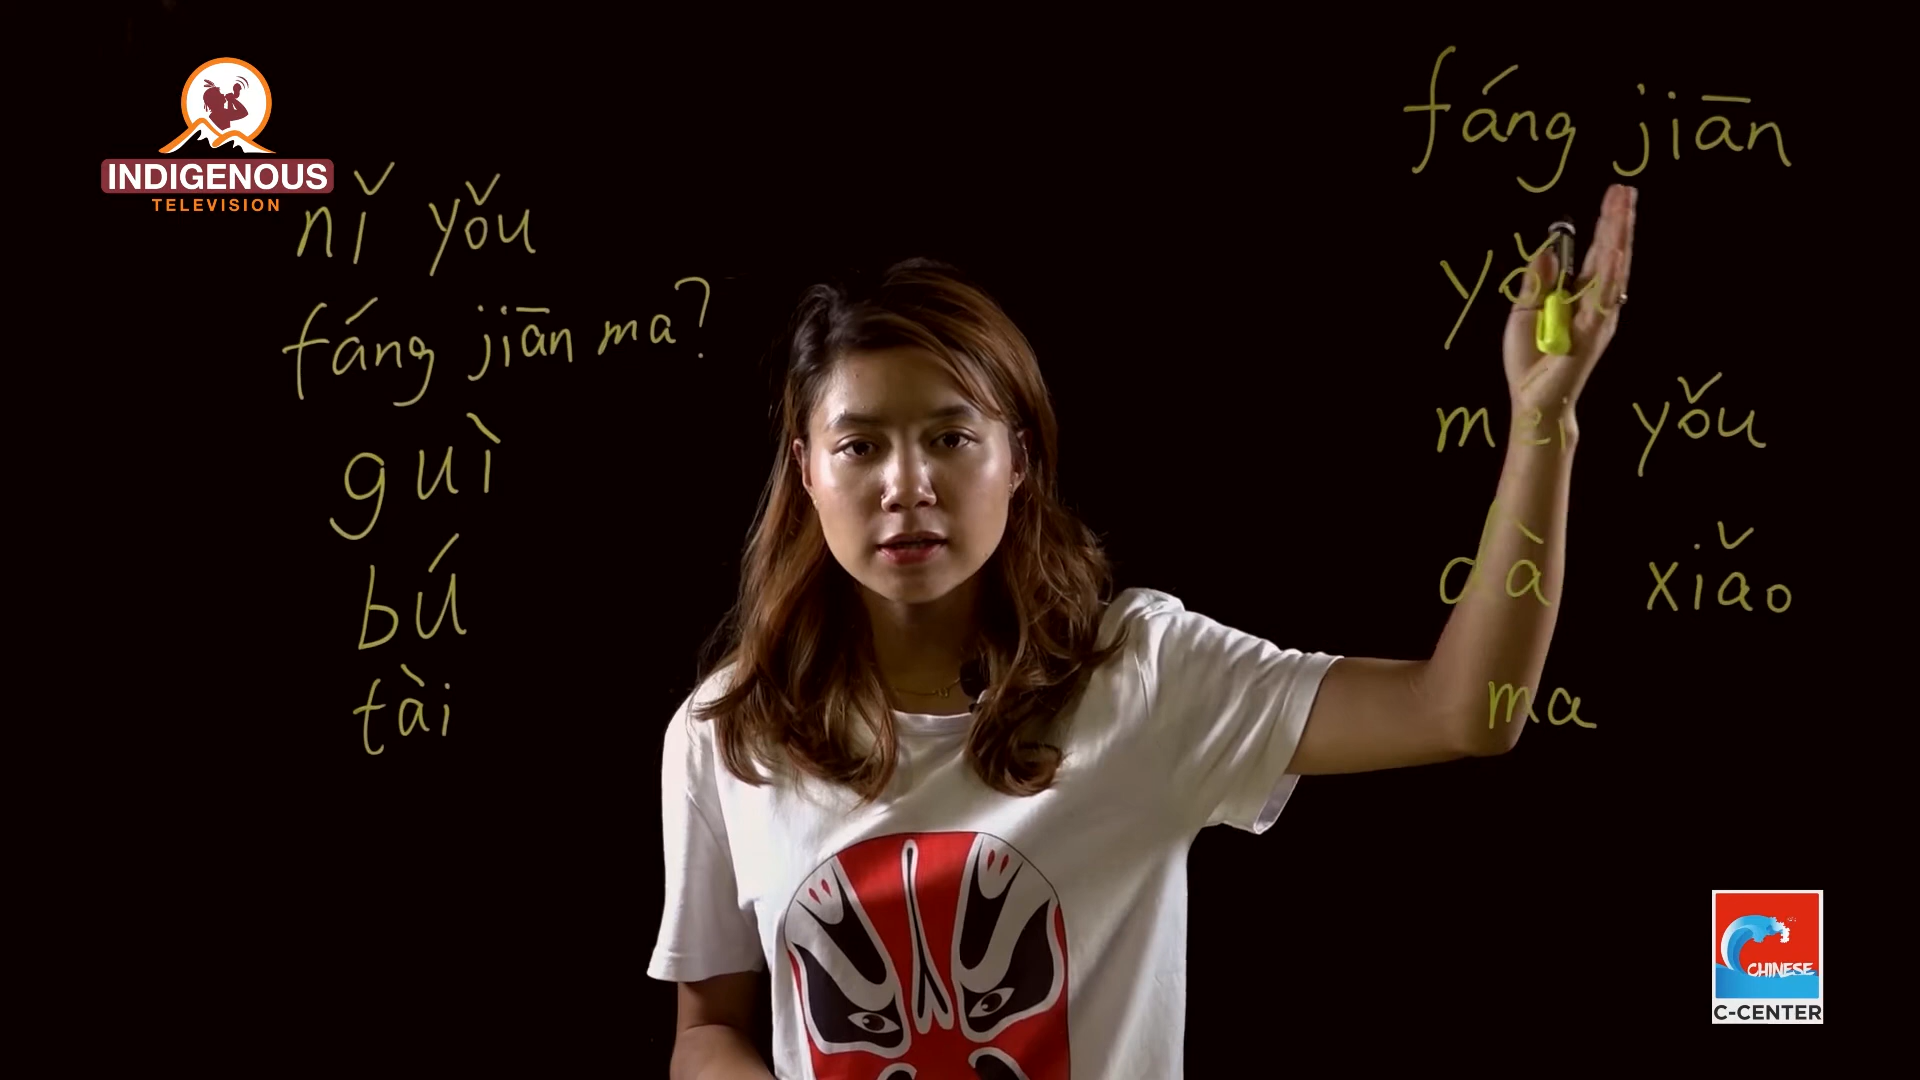 INDIGENOUS
TELEVISION
nǐ yǒu
fáng jiān ma?
guì
bú
tài
fáng jiān
yǒu
méi yǒu
dà xiǎo
ma
CHINESE
C-CENTER